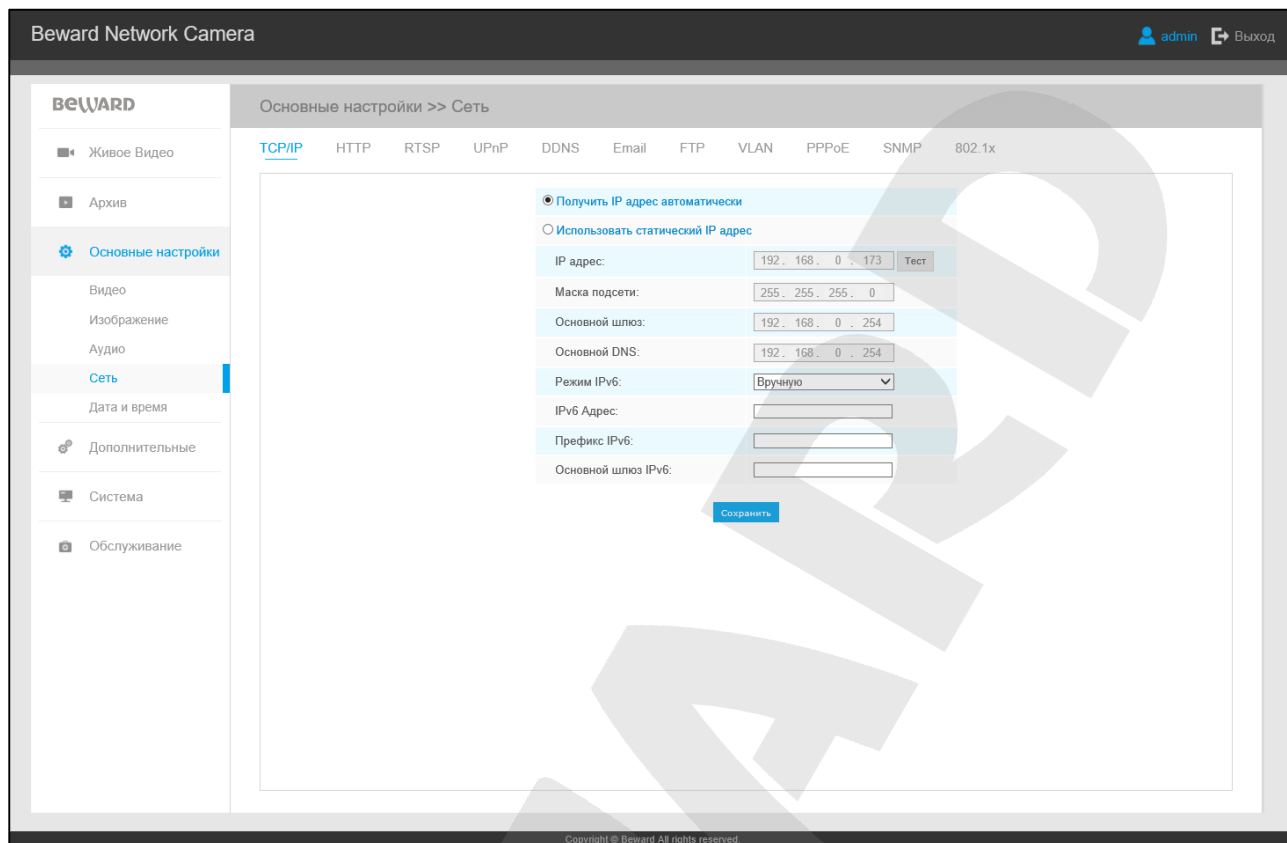 Beward Network Camera
admin Выход
BEWARD
Основные настройки >> Сеть
Живое Видео
Архив
Основные настройки
Видео
Изображение
Аудио
Сеть
Дата и время
Дополнительные
Система
Обслуживание
TCP/IP HTTP RTSP UPnP DDNS Email FTP VLAN PPPoE SNMP 802.1x
Получить IP адрес автоматически
Использовать статический IP адрес
IP адрес: 192. 168. 0 . 173 Тест
Маска подсети: 255. 255. 255. 0
Основной шлюз: 192. 168. 0 . 254
Основной DNS: 192. 168. 0 . 254
Режим IPv6: Вручную
IPv6 Адрес:
Префикс IPv6:
Основной шлюз IPv6:
Сохранить
Copyright © Beward All rights reserved.